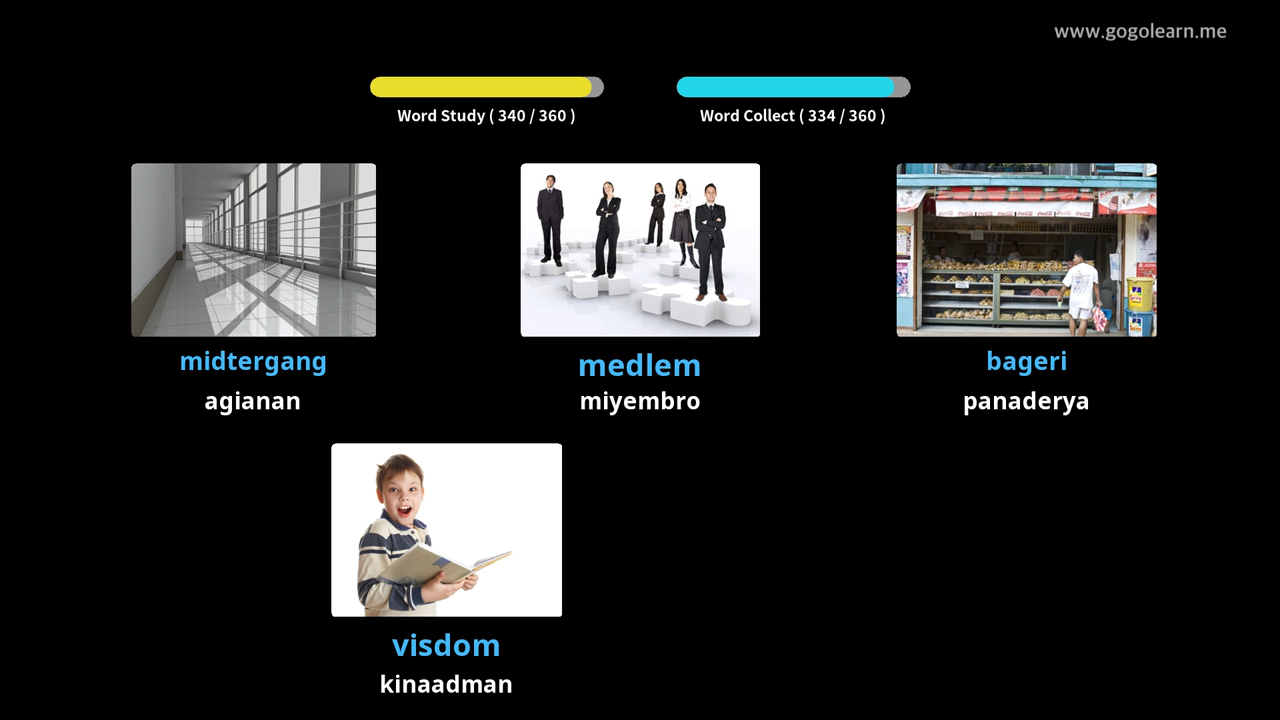 www.gogolearn.me
Word Study ( 340 / 360 )
Word Collect ( 334 / 360 )
midtergang
agianan
medlem
miyembro
bageri
panaderya
visdom
kinaadman